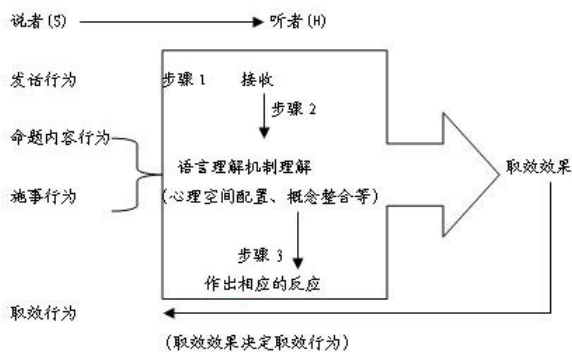 说者(S) 听者(H)
发话行为 步骤 1 接收
步骤 2
命题内容行为
语言理解机制理解 取效效果
施事行为 (心理空间配置、概念整合等)
步骤 3
作出相应的反应
取效行为
(取效效果决定取效行为)